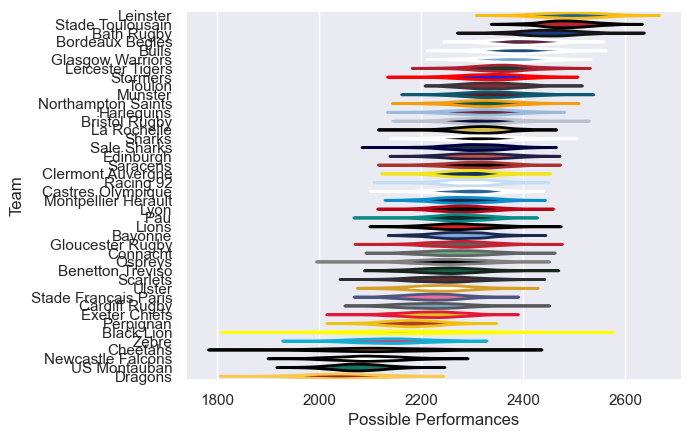 Leinster
Stade Toulousain
Bath Rugby
Bordeaux Begles
Bulls
Glasgow Warriors
Leicester Tigers
Stormers
Toulon
Munster
Northampton Saints
Harlequins
Bristol Rugby
La Rochelle
Sharks
Sale Sharks
Edinburgh
Saracens
Clermont Auvergne
Racing 92
Castres Olympique
Montpellier Herault
Lyon
Pau
Lions
Bayonne
Gloucester Rugby
Connacht
Ospreys
Benetton Treviso
Scarlets
Ulster
Stade Francais Paris
Cardiff Rugby
Exeter Chiefs
Perpignan
Black Lion
Zebre
Cheetahs
Newcastle Falcons
US Montauban
Dragons
Team
1800 2000 2200 2400 2600
Possible Performances